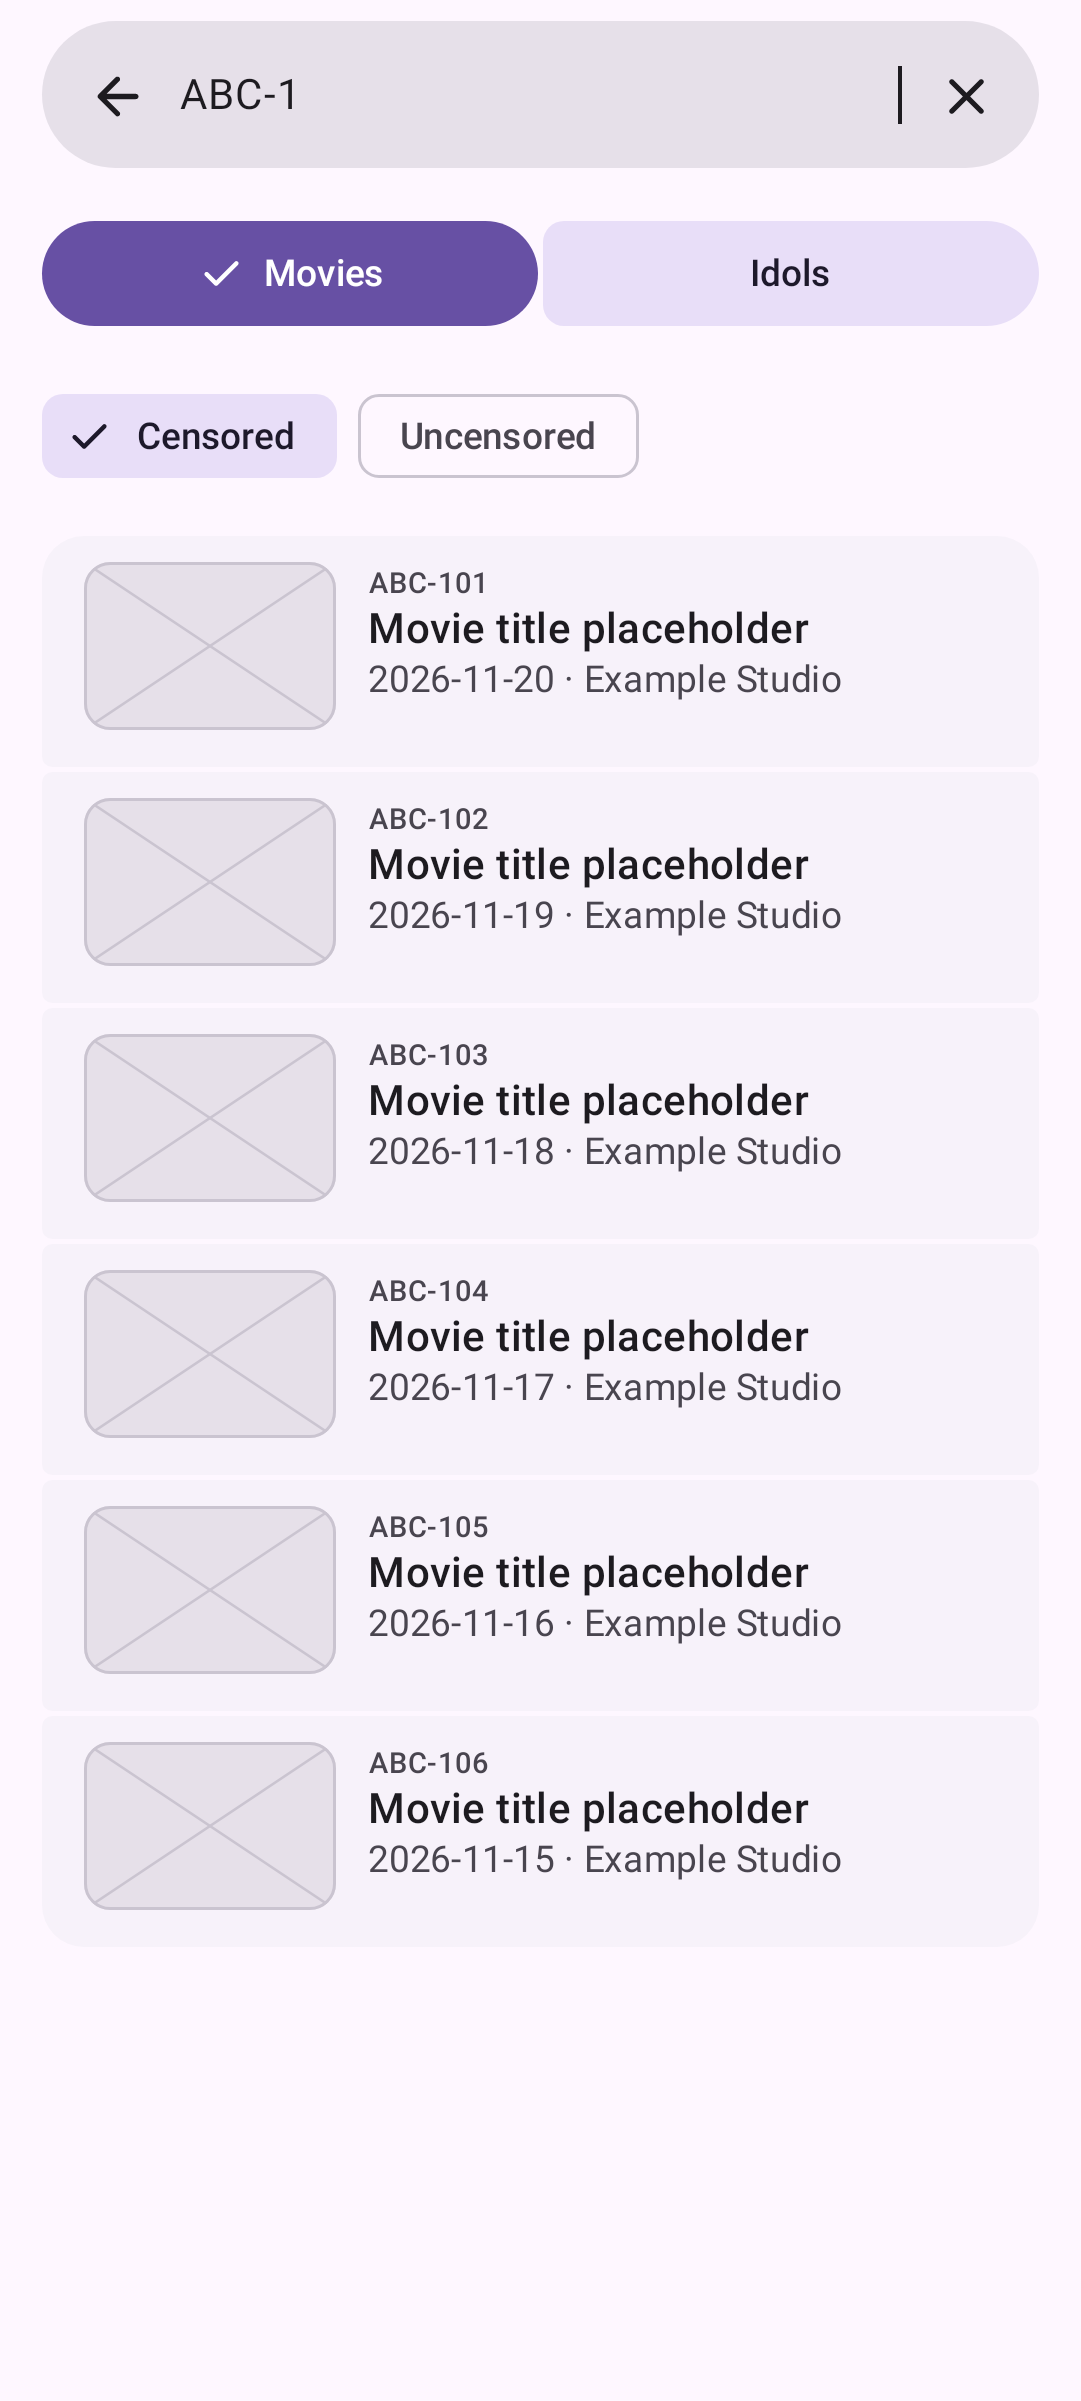 ABC-1
Movies
Idols
Censored
Uncensored
ABC-101
Movie title placeholder
2026-11-20 · Example Studio
ABC-102
Movie title placeholder
2026-11-19 · Example Studio
ABC-103
Movie title placeholder
2026-11-18 · Example Studio
ABC-104
Movie title placeholder
2026-11-17 · Example Studio
ABC-105
Movie title placeholder
2026-11-16 · Example Studio
ABC-106
Movie title placeholder
2026-11-15 · Example Studio